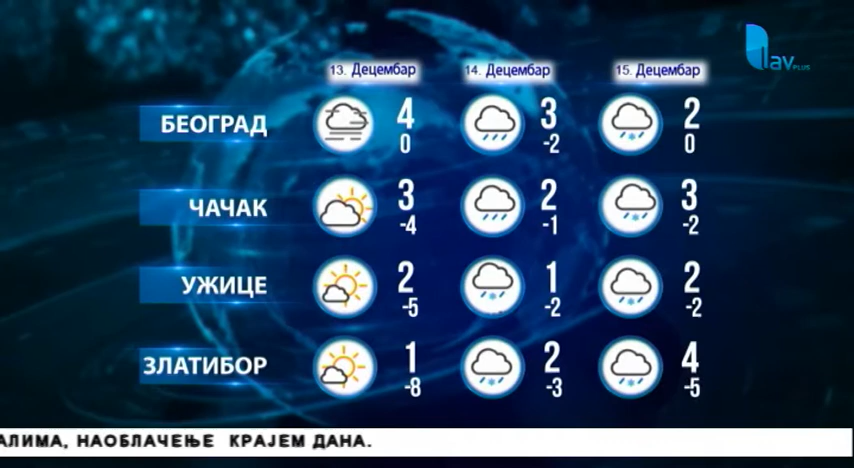 lav PLUS
13. Децембар 14. Децембар 15. Децембар
БЕОГРАД 4 0 3 -2 2 0
ЧАЧАК 3 -4 2 -1 3 -2
УЖИЦЕ 2 -5 1 -2 2 -2
ЗЛАТИБОР 1 -8 2 -3 4 -5
АЛИМА, НАОБЛАЧЕЊЕ КРАЈЕМ ДАНА.